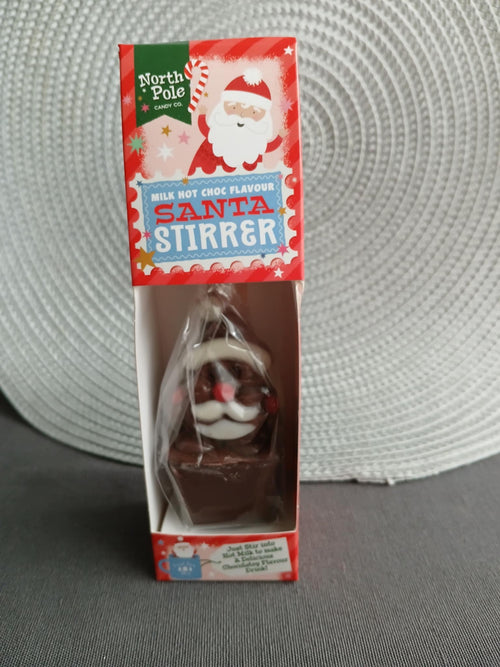 North
Pole
CANDY CO.
MILK HOT CHOC FLAVOUR
SANTA
STIRRER
Just Stir into
Hot Milk to make
a Delicious
Chocolatey Flavour
Drink!